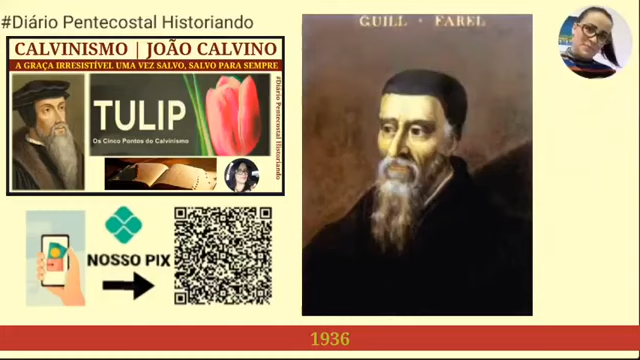 #Diário Pentecostal Historiando
CALVINISMO | JOÃO CALVINO
A GRAÇA IRRESISTÍVEL UMA VEZ SALVO, SALVO PARA SEMPRE
TULIP
Os Cinco Pontos do Calvinismo
#Diário Pentecostal Historiando
NOSSO PIX
GUILL · FAREL
1936